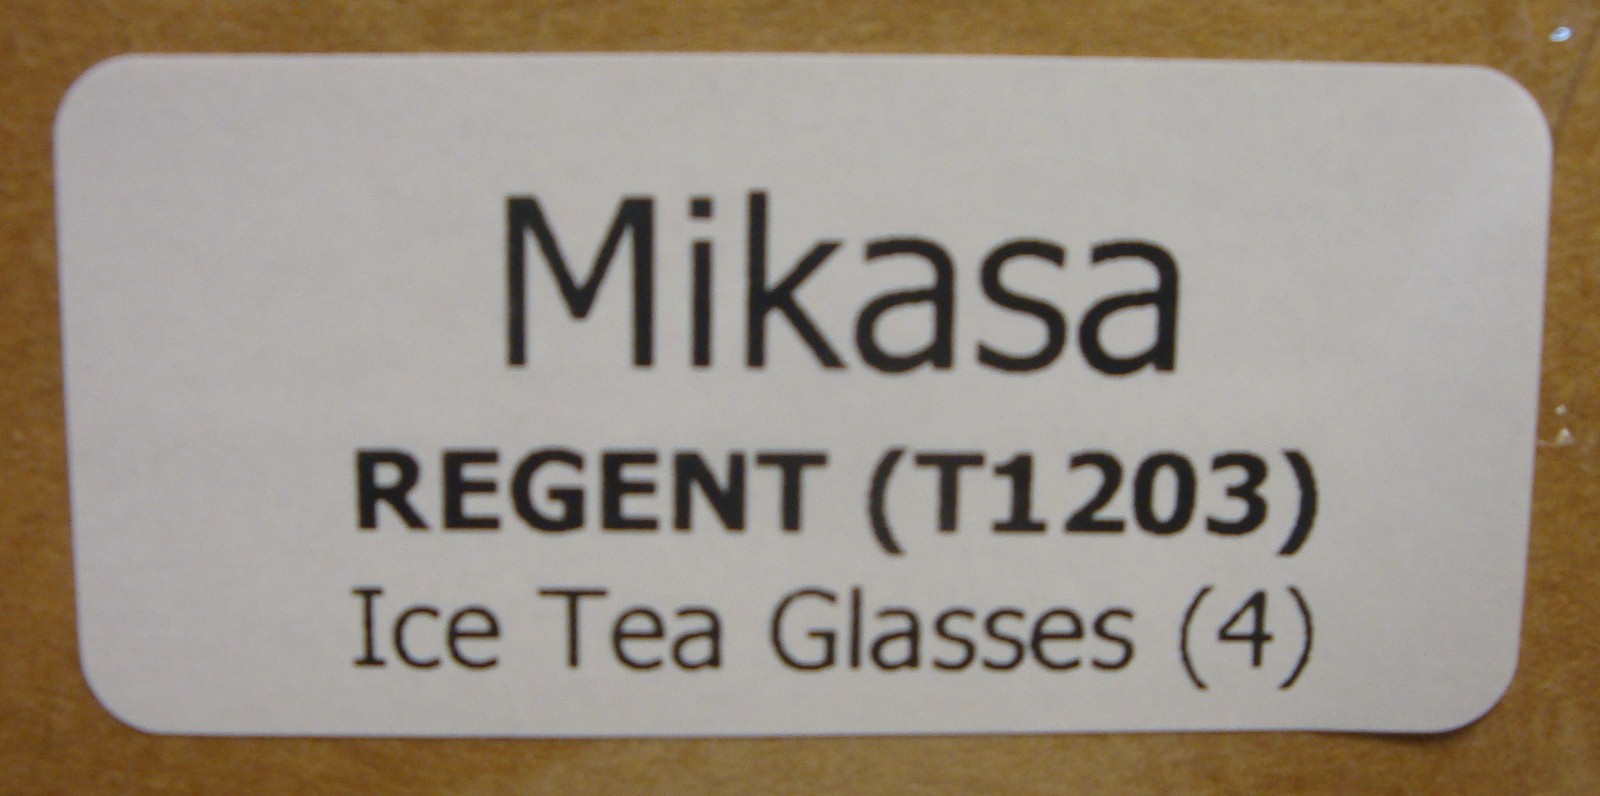 Mikasa
REGENT (T1203)
Ice Tea Glasses (4)